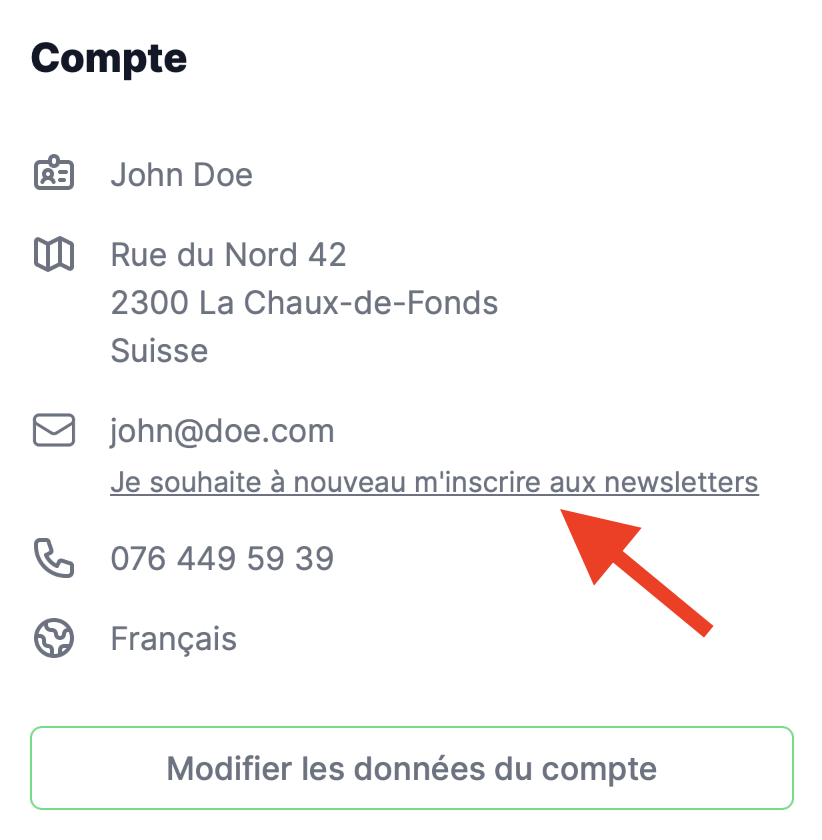 Compte
John Doe
Rue du Nord 42
2300 La Chaux-de-Fonds
Suisse
john@doe.com
Je souhaite à nouveau m'inscrire aux newsletters
076 449 59 39
Français
Modifier les données du compte